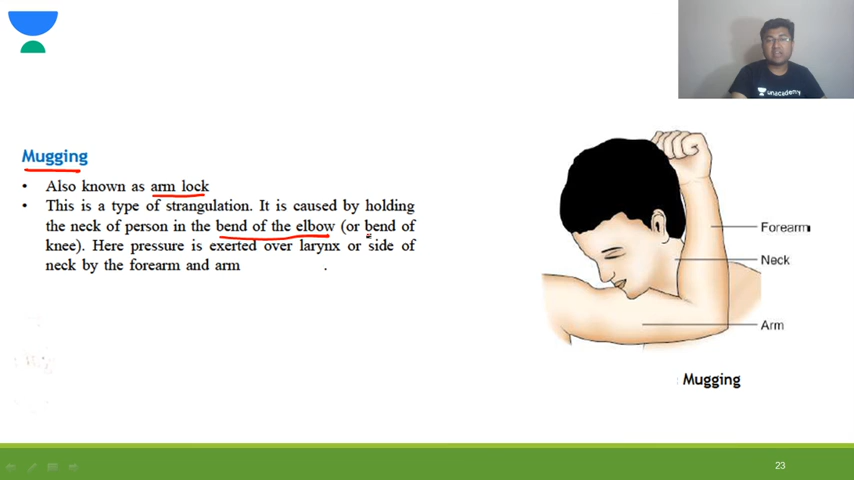 unacademy
Mugging
• Also known as arm lock
• This is a type of strangulation. It is caused by holding
the neck of person in the bend of the elbow (or bend of
knee). Here pressure is exerted over larynx or side of
neck by the forearm and arm
.
Forearm
Neck
Arm
Mugging
23